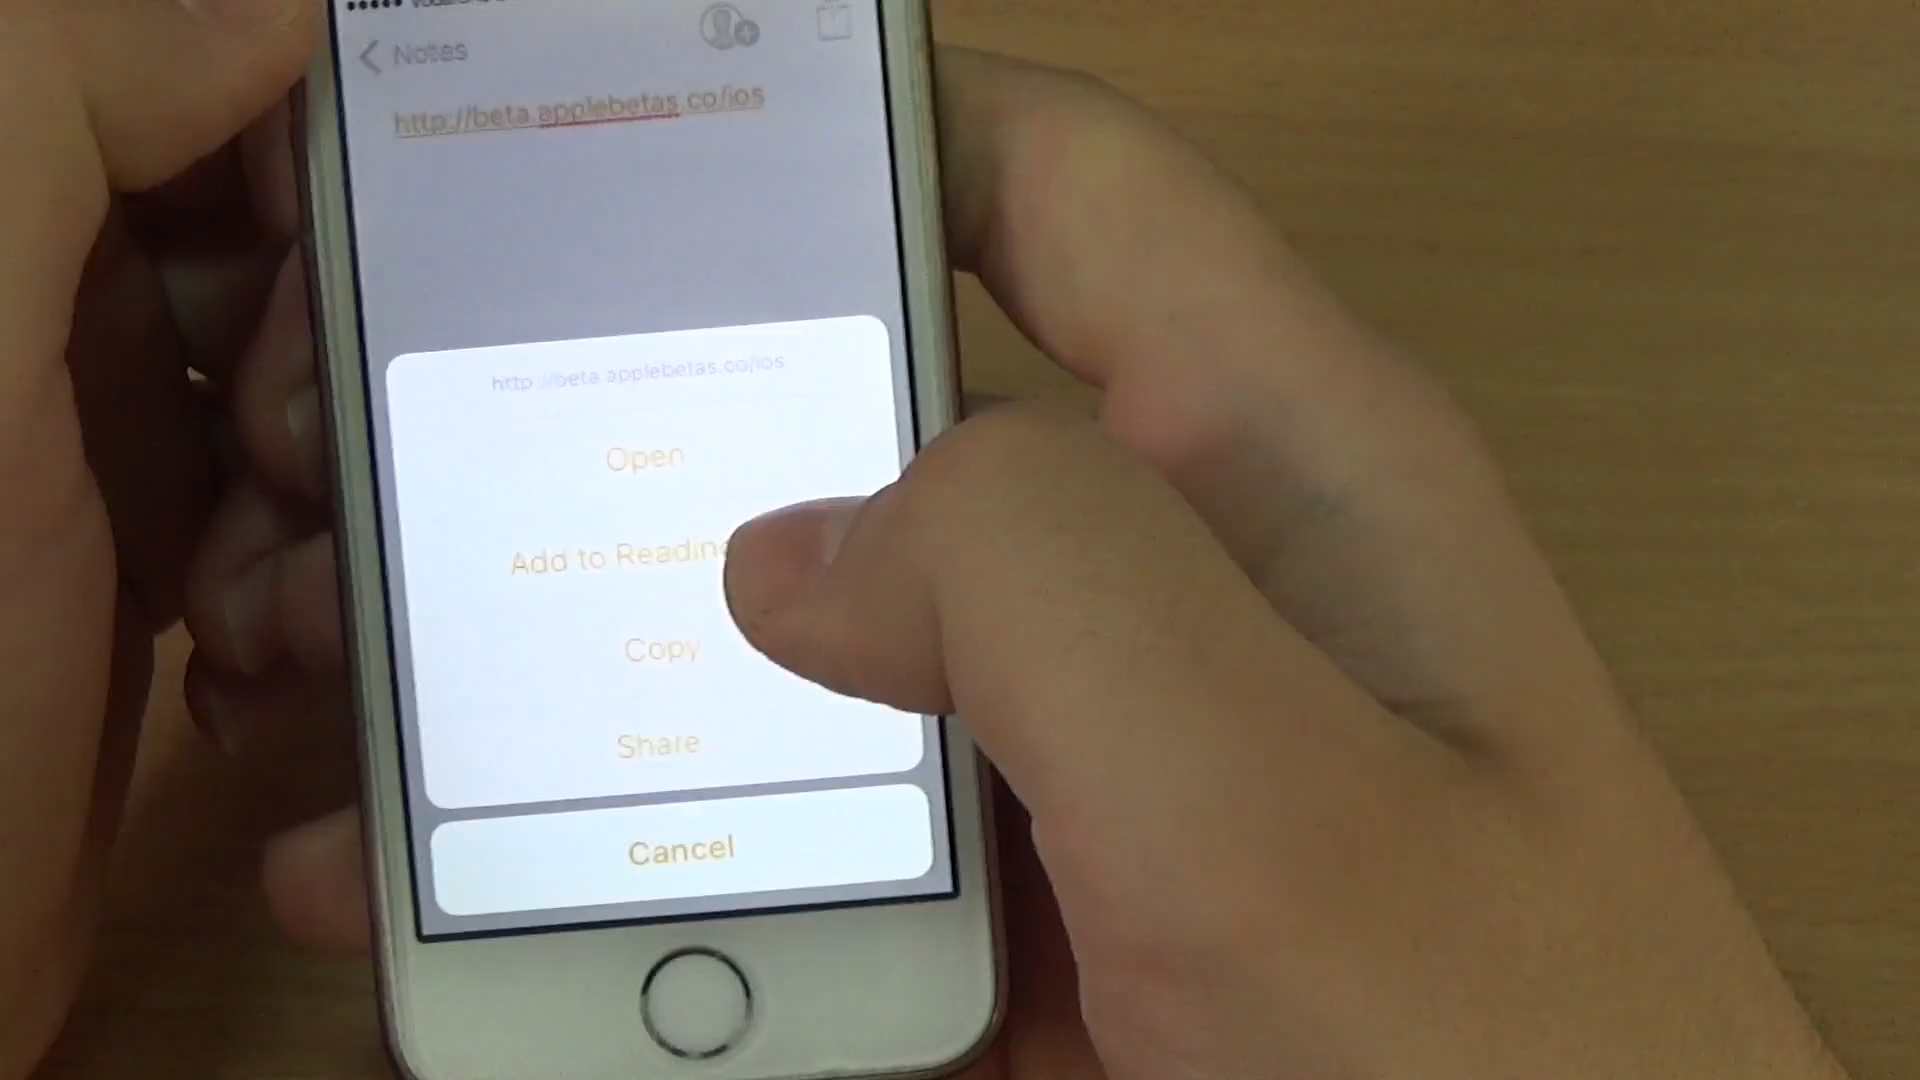 Notes
http://beta.applebetas.co/ios
http://beta.applebetas.co/ios
Open
Add to Reading
Copy
Share
Cancel